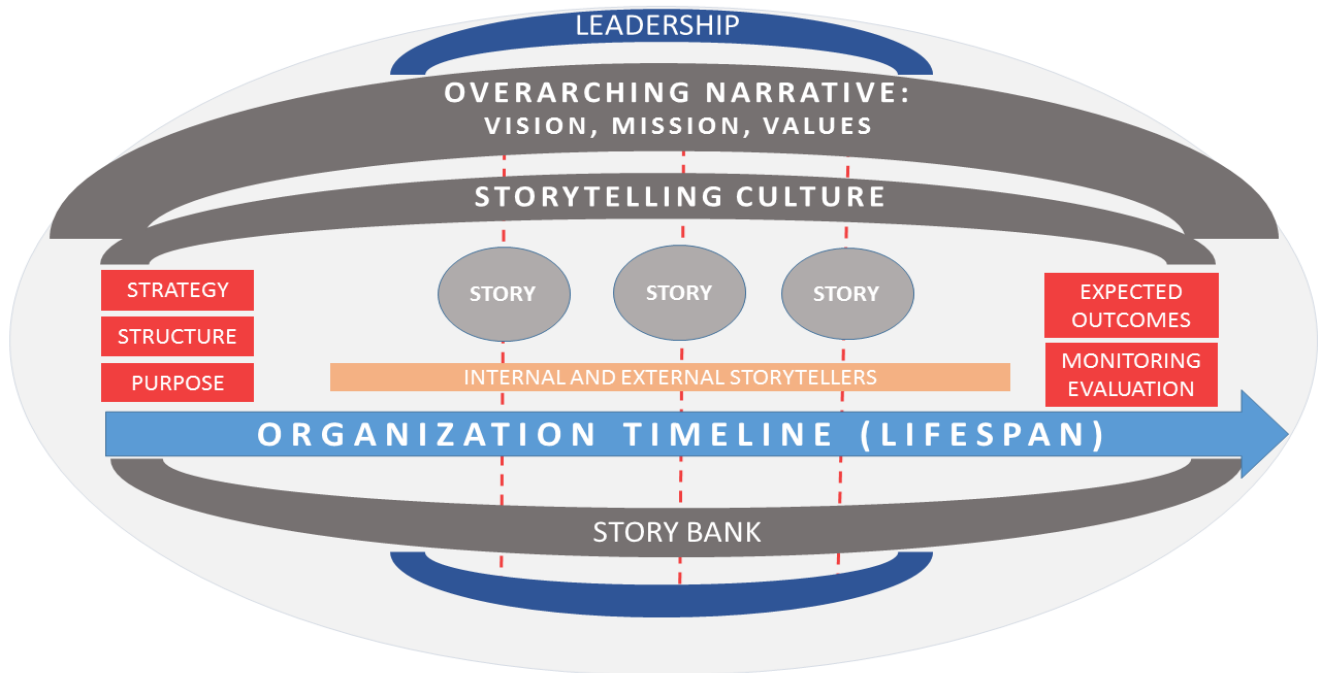 LEADERSHIP
OVERARCHING NARRATIVE:
VISION, MISSION, VALUES
STORYTELLING CULTURE
STRATEGY
STRUCTURE
PURPOSE
STORY
STORY
STORY
EXPECTED
OUTCOMES
MONITORING
EVALUATION
INTERNAL AND EXTERNAL STORYTELLERS
ORGANIZATION TIMELINE (LIFESPAN)
STORY BANK